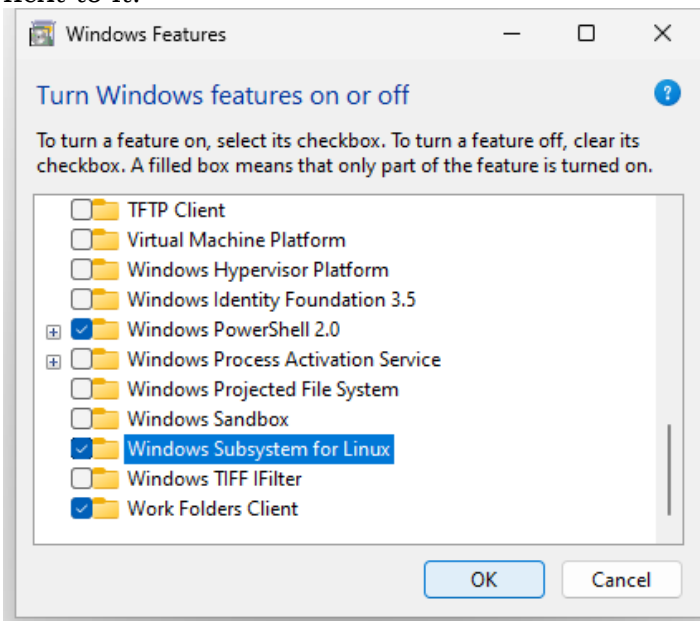 next to it.
Windows Features
Turn Windows features on or off
?
To turn a feature on, select its checkbox. To turn a feature off, clear its
checkbox. A filled box means that only part of the feature is turned on.
TFTP Client
Virtual Machine Platform
Windows Hypervisor Platform
Windows Identity Foundation 3.5
Windows PowerShell 2.0
Windows Process Activation Service
Windows Projected File System
Windows Sandbox
Windows Subsystem for Linux
Windows TIFF IFilter
Work Folders Client
OK Cancel